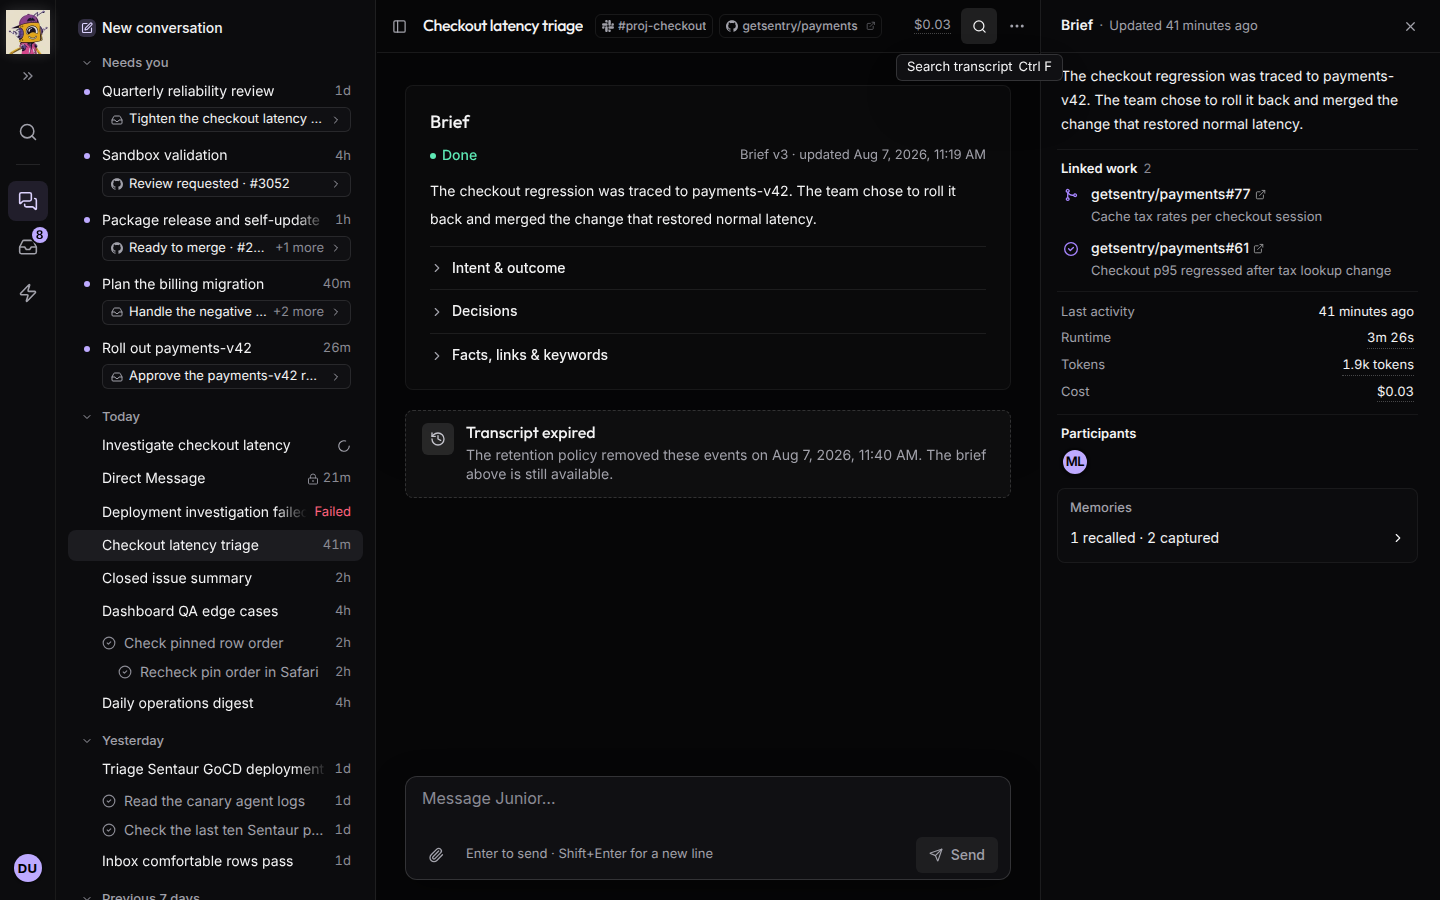 New conversation
Needs you
Quarterly reliability review 1d
Tighten the checkout latency ...
Sandbox validation 4h
Review requested · #3052
Package release and self-update 1h
Ready to merge · #2... +1 more
8
Plan the billing migration 40m
Handle the negative ... +2 more
Roll out payments-v42 26m
Approve the payments-v42 r...
Today
Investigate checkout latency
Direct Message 21m
Deployment investigation failed Failed
Checkout latency triage 41m
Closed issue summary 2h
Dashboard QA edge cases 4h
Check pinned row order 2h
Recheck pin order in Safari 2h
Daily operations digest 4h
Yesterday
Triage Sentaur GoCD deployment 1d
Read the canary agent logs 1d
Check the last ten Sentaur p... 1d
Inbox comfortable rows pass 1d
Previous 7 days
DU
Checkout latency triage #proj-checkout getsentry/payments $0.03
Search transcript Ctrl F
Brief
Done Brief v3 · updated Aug 7, 2026, 11:19 AM
The checkout regression was traced to payments-v42. The team chose to roll it
back and merged the change that restored normal latency.
Intent & outcome
Decisions
Facts, links & keywords
Transcript expired
The retention policy removed these events on Aug 7, 2026, 11:40 AM. The brief
above is still available.
Message Junior...
Enter to send · Shift+Enter for a new line
Send
Brief · Updated 41 minutes ago
The checkout regression was traced to payments-
v42. The team chose to roll it back and merged the
change that restored normal latency.
Linked work 2
getsentry/payments#77
Cache tax rates per checkout session
getsentry/payments#61
Checkout p95 regressed after tax lookup change
Last activity 41 minutes ago
Runtime 3m 26s
Tokens 1.9k tokens
Cost $0.03
Participants
ML
Memories
1 recalled · 2 captured